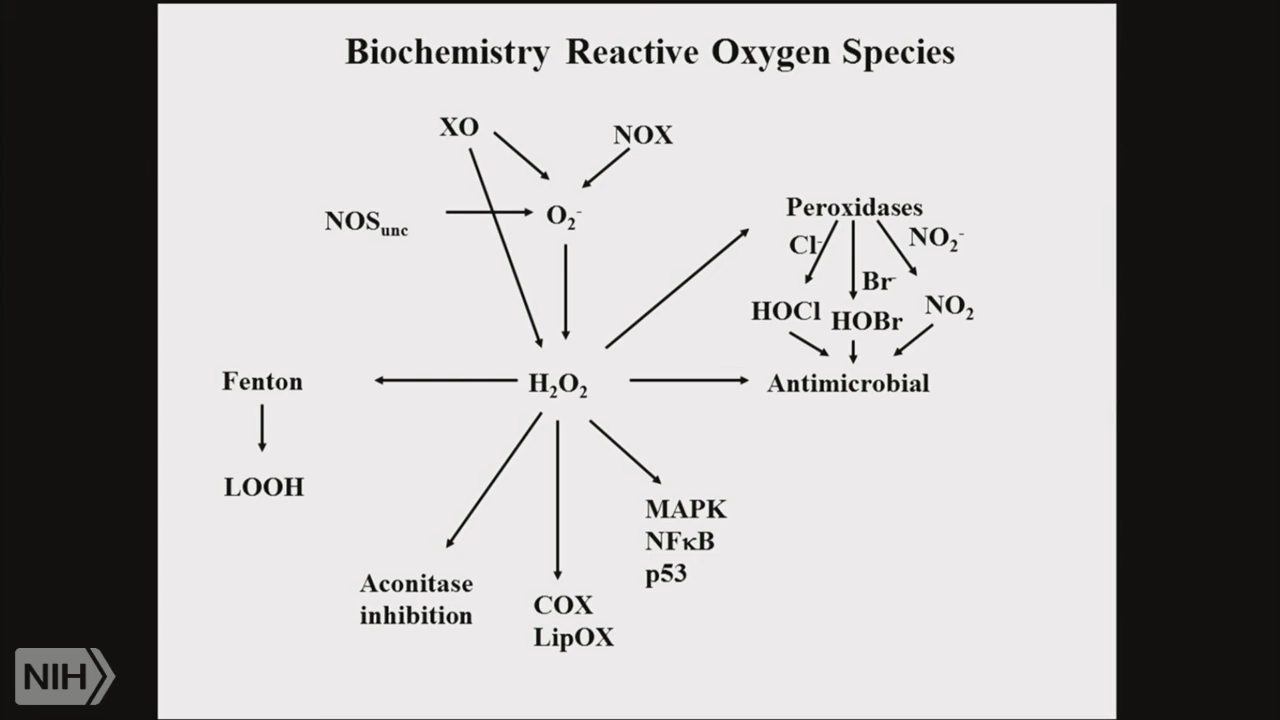 Biochemistry Reactive Oxygen Species
XO
NOX
NOSunc
O2-
Peroxidases
Cl-
NO2-
Br-
HOCl
HOBr
NO2
Fenton
H2O2
Antimicrobial
LOOH
MAPK
NFκB
p53
Aconitase
inhibition
COX
LipOX
NIH